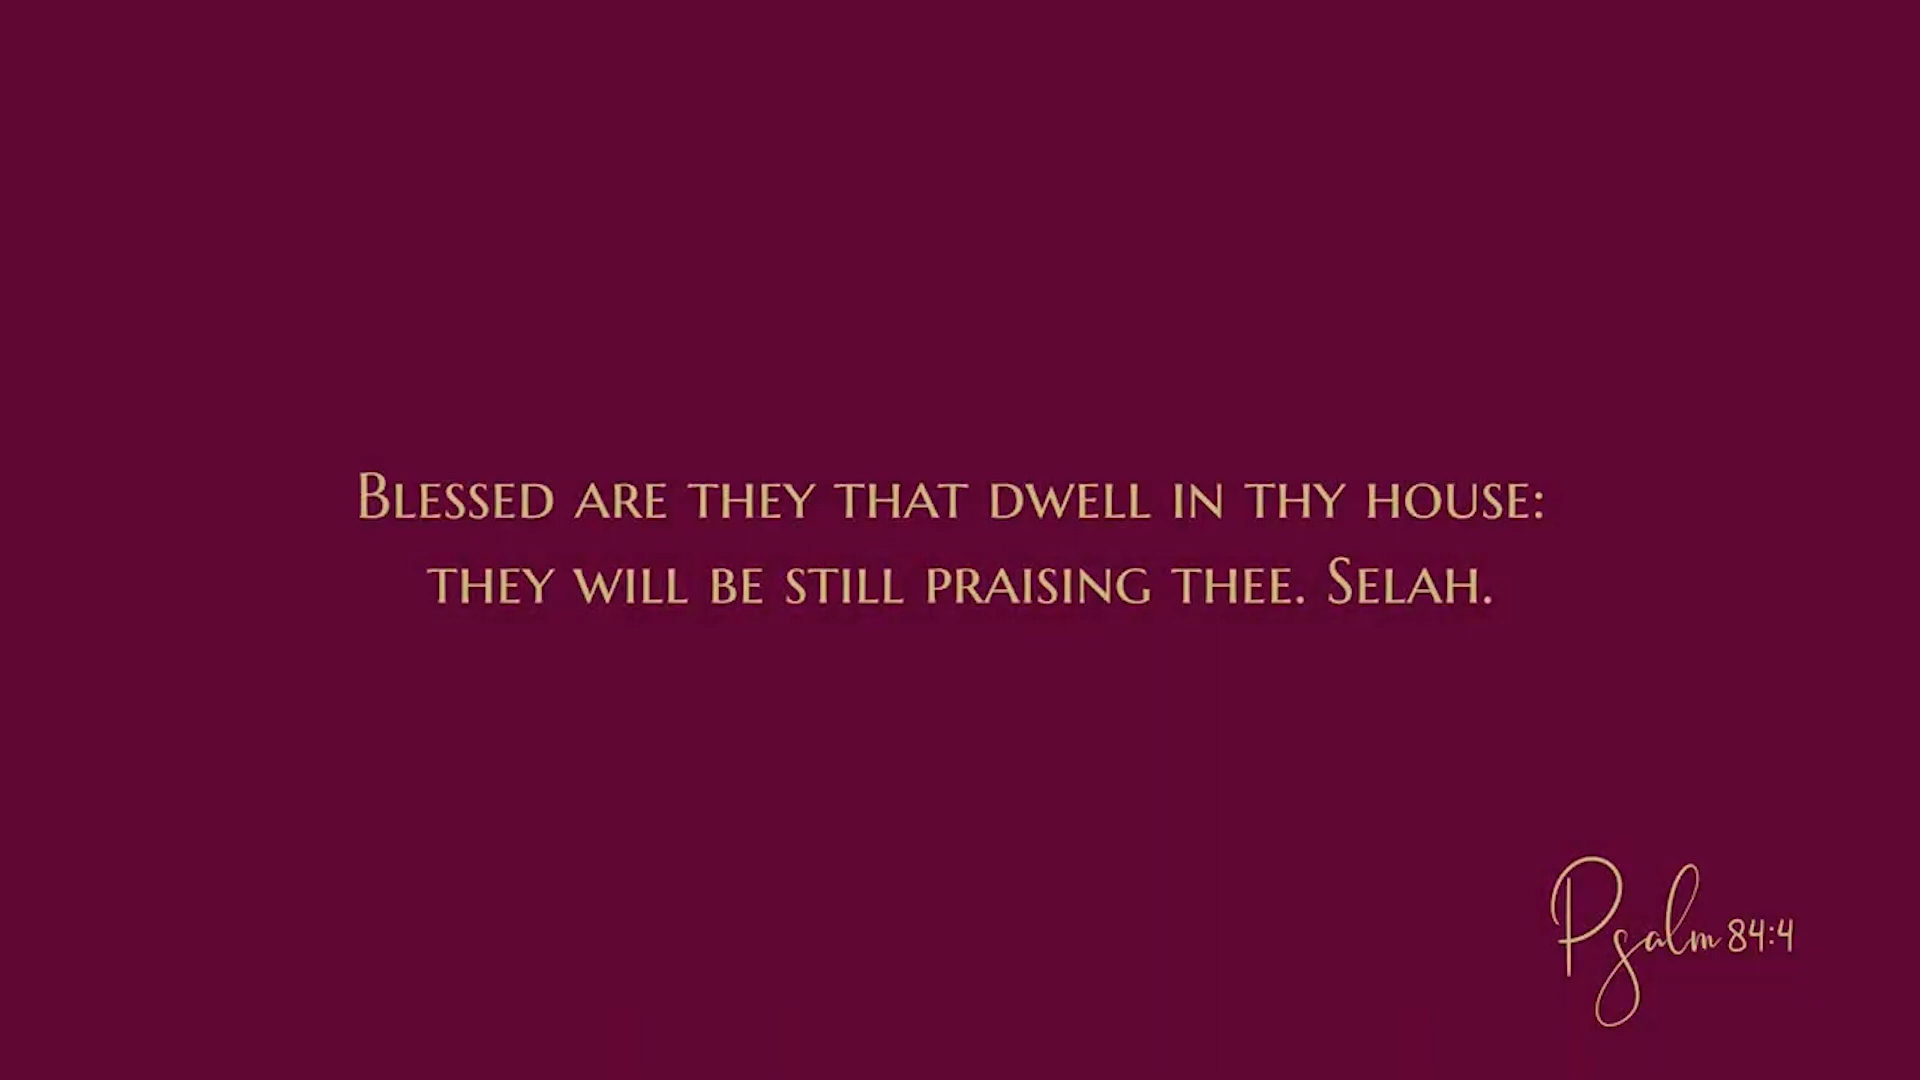 Blessed are they that dwell in thy house:
they will be still praising thee. Selah.
Psalm 84:4